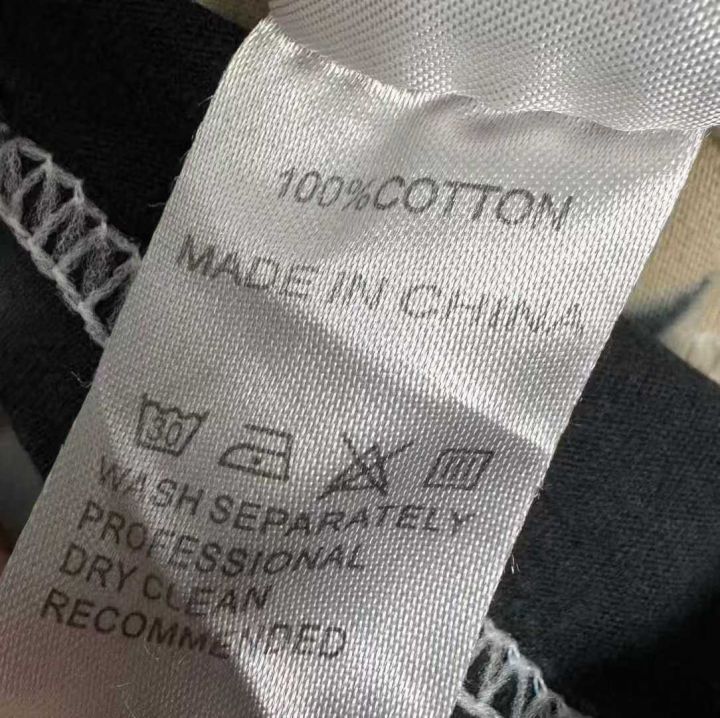 100%COTTON
MADE IN CHINA
30
WASH SEPARATELY
PROFESSIONAL
DRY CLEAN
RECOMMENDED